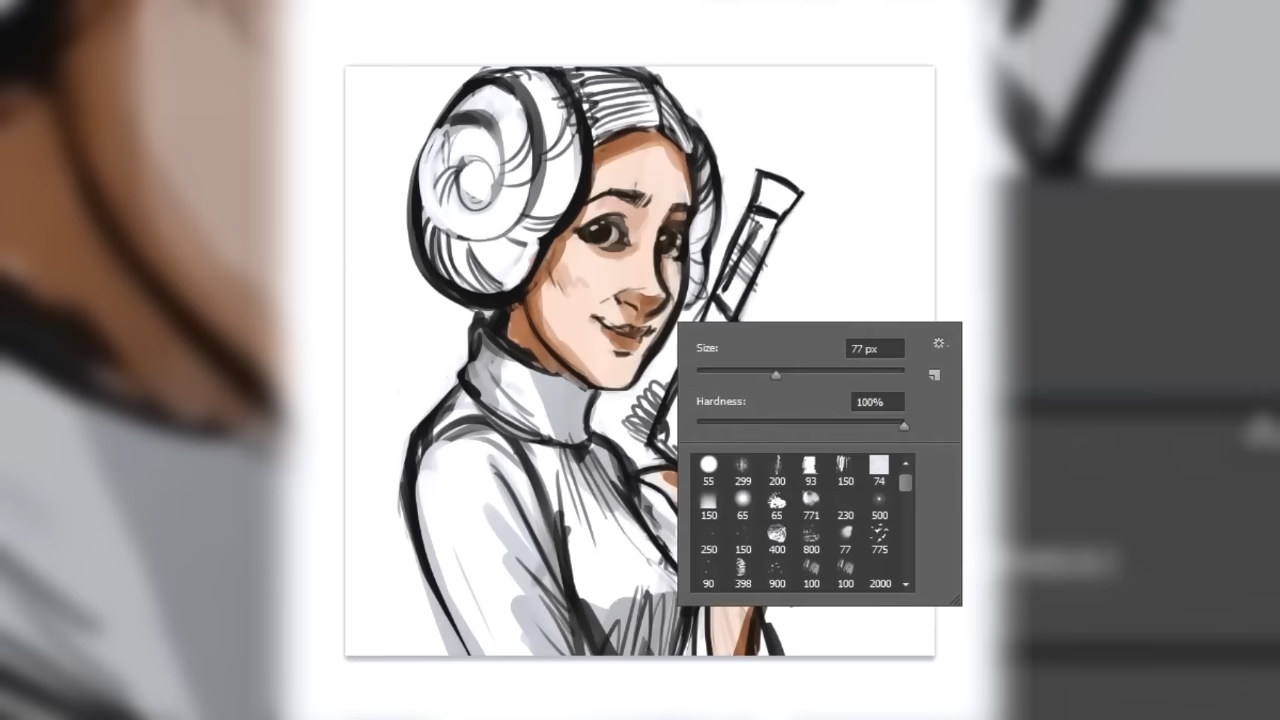 Size: 77 px
Hardness: 100%
55 299 200 93 150 74
150 65 65 771 230 500
250 150 400 800 77 775
90 398 900 100 100 2000